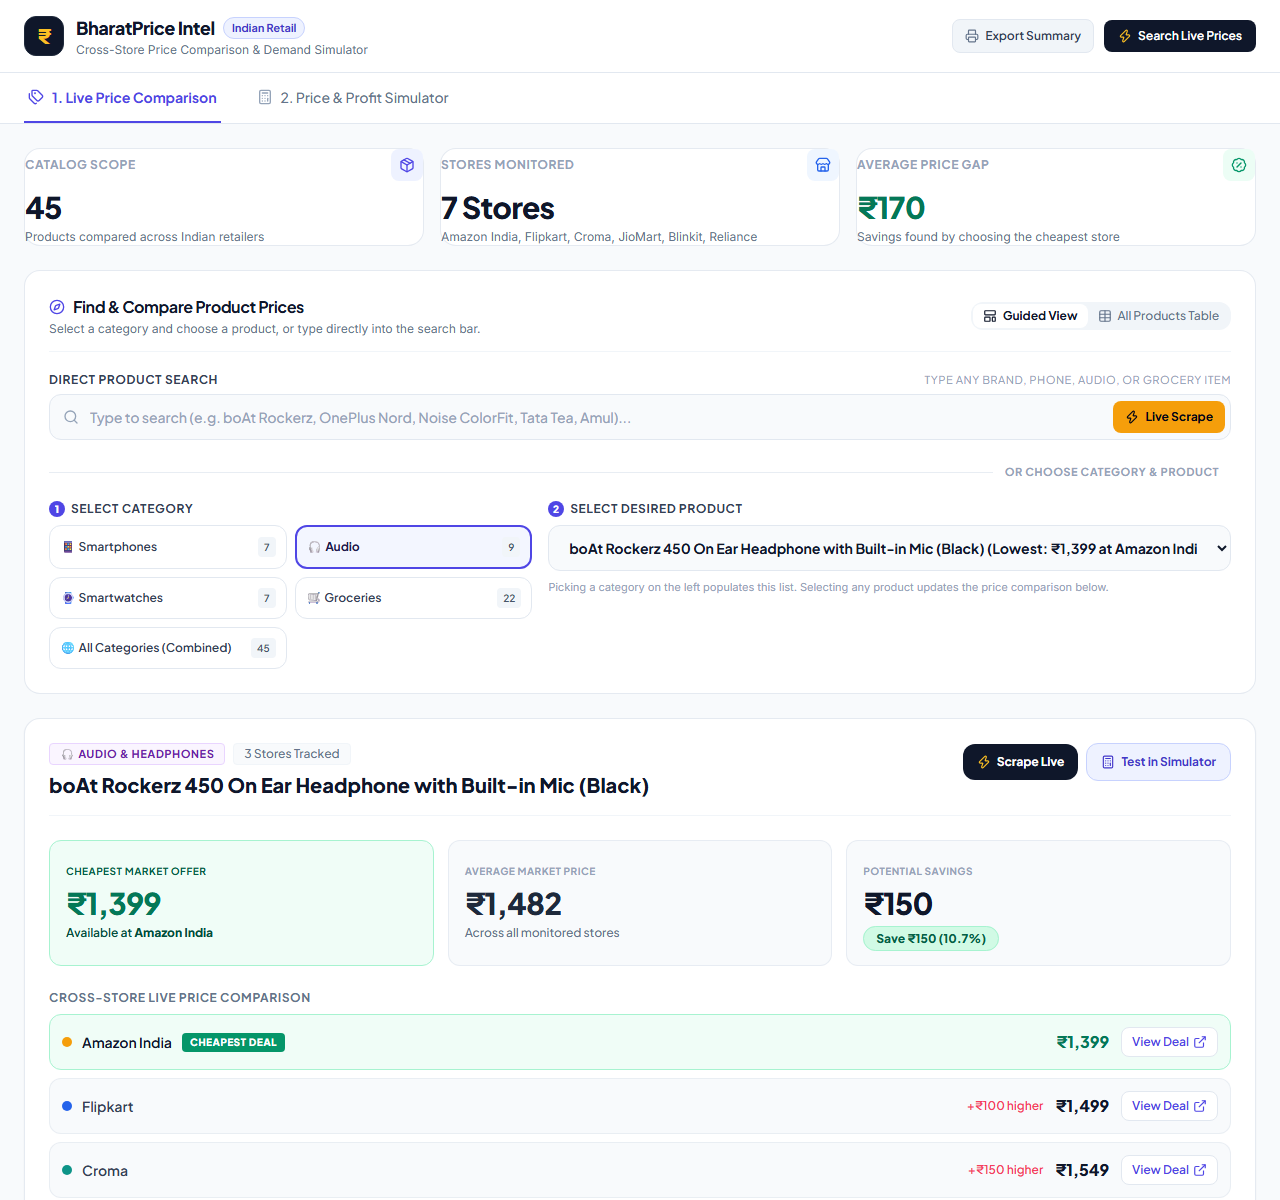 ₹
BharatPrice Intel
Indian Retail
Cross-Store Price Comparison & Demand Simulator
Export Summary
Search Live Prices
1. Live Price Comparison
2. Price & Profit Simulator
CATALOG SCOPE
45
Products compared across Indian retailers
STORES MONITORED
7 Stores
Amazon India, Flipkart, Croma, JioMart, Blinkit, Reliance
AVERAGE PRICE GAP
₹170
Savings found by choosing the cheapest store
Find & Compare Product Prices
Select a category and choose a product, or type directly into the search bar.
Guided View
All Products Table
DIRECT PRODUCT SEARCH
TYPE ANY BRAND, PHONE, AUDIO, OR GROCERY ITEM
Type to search (e.g. boAt Rockerz, OnePlus Nord, Noise ColorFit, Tata Tea, Amul)...
Live Scrape
OR CHOOSE CATEGORY & PRODUCT
1 SELECT CATEGORY
Smartphones 7
Audio 9
Smartwatches 7
Groceries 22
All Categories (Combined) 45
2 SELECT DESIRED PRODUCT
boAt Rockerz 450 On Ear Headphone with Built-in Mic (Black) (Lowest: ₹1,399 at Amazon Indi
Picking a category on the left populates this list. Selecting any product updates the price comparison below.
AUDIO & HEADPHONES
3 Stores Tracked
boAt Rockerz 450 On Ear Headphone with Built-in Mic (Black)
Scrape Live
Test in Simulator
CHEAPEST MARKET OFFER
₹1,399
Available at Amazon India
AVERAGE MARKET PRICE
₹1,482
Across all monitored stores
POTENTIAL SAVINGS
₹150
Save ₹150 (10.7%)
CROSS-STORE LIVE PRICE COMPARISON
Amazon India CHEAPEST DEAL ₹1,399 View Deal
Flipkart +₹100 higher ₹1,499 View Deal
Croma +₹150 higher ₹1,549 View Deal